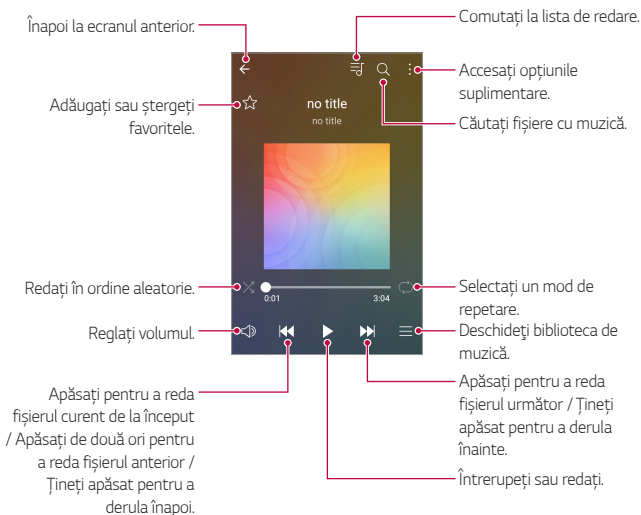 Înapoi la ecranul anterior.
Comutați la lista de redare.
Accesați opțiunile
suplimentare.
Adăugați sau ștergeți
favoritele.
no title
no title
Căutați fișiere cu muzică.
Redați în ordine aleatorie.
0:01
3:04
Selectați un mod de
repetare.
Reglați volumul.
Deschideţi biblioteca de
muzică.
Apăsați pentru a reda
fișierul curent de la început
/ Apăsați de două ori pentru
a reda fișierul anterior /
Țineți apăsat pentru a
derula înapoi.
Apăsați pentru a reda
fișierul următor / Țineți
apăsat pentru a derula
înainte.
Întrerupeți sau redați.